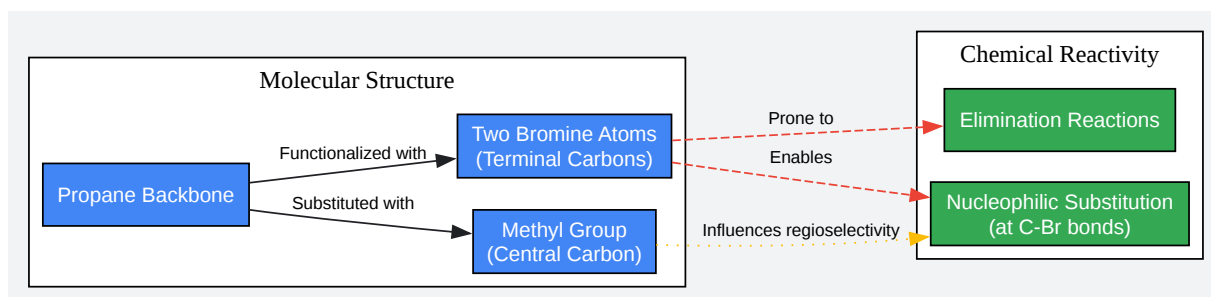 Molecular Structure
Chemical Reactivity
Propane Backbone
Functionalized with
Substituted with
Two Bromine Atoms
(Terminal Carbons)
Methyl Group
(Central Carbon)
Prone to
Enables
Influences regioselectivity
Elimination Reactions
Nucleophilic Substitution
(at C-Br bonds)